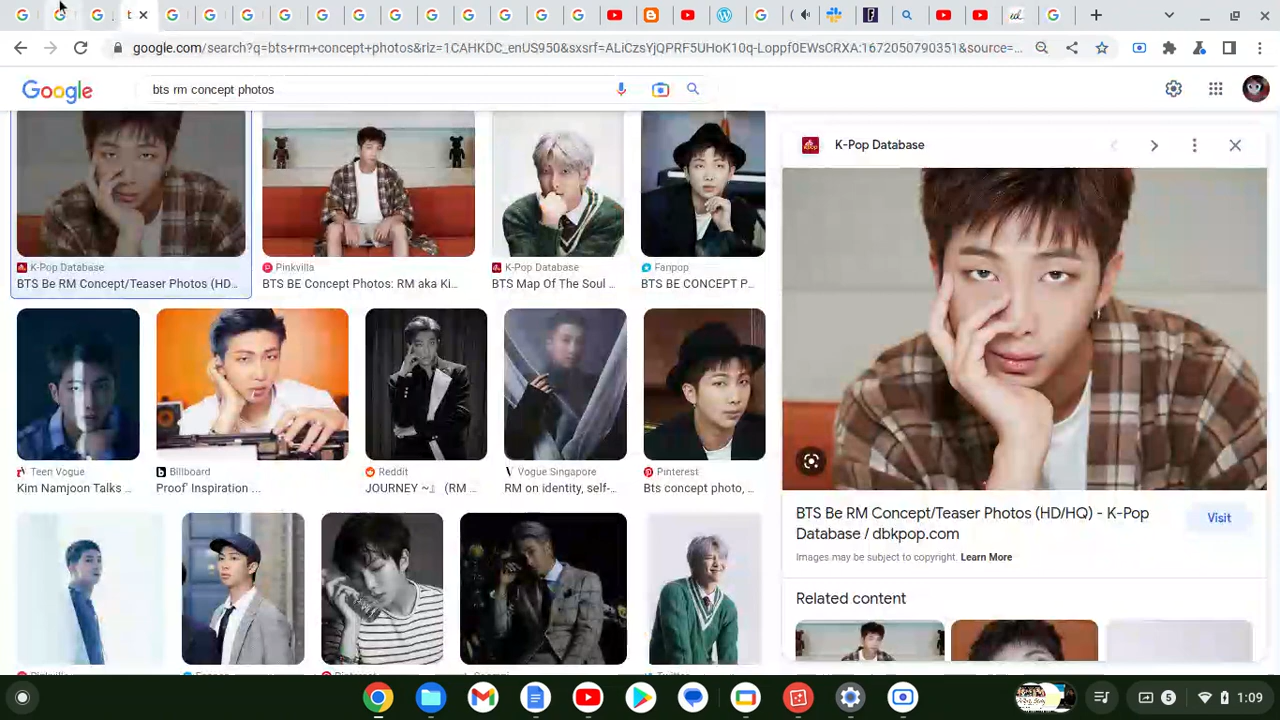 google.com/search?q=bts+rm+concept+photos&rlz=1CAHKDC_enUS950&sxsrf=ALiCzsYjQPRF5UHoK10q-Loppf0EWsCRXA:1672050790351&source=...
Google
bts rm concept photos
K-Pop Database
K-Pop Database
BTS Be RM Concept/Teaser Photos (HD...
Pinkvilla
BTS BE Concept Photos: RM aka Ki...
K-Pop Database
BTS Map Of The Soul ...
Fanpop
BTS BE CONCEPT P...
Teen Vogue
Kim Namjoon Talks ...
Billboard
Proof' Inspiration ...
Reddit
JOURNEY ~』 (RM ...
Vogue Singapore
RM on identity, self-...
Pinterest
Bts concept photo, ...
BTS Be RM Concept/Teaser Photos (HD/HQ) - K-Pop
Database / dbkpop.com
Visit
Images may be subject to copyright. Learn More
Related content
5
1:09